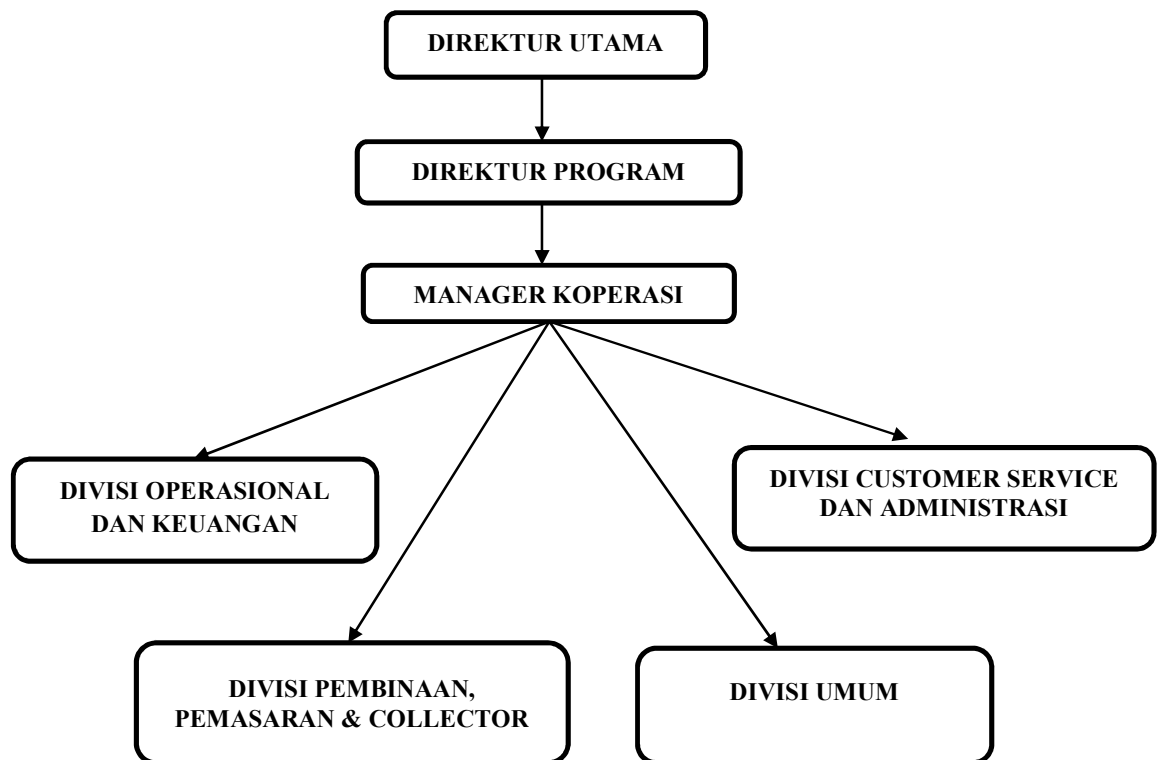 DIREKTUR UTAMA
DIREKTUR PROGRAM
MANAGER KOPERASI
DIVISI OPERASIONAL
DAN KEUANGAN
DIVISI CUSTOMER SERVICE
DAN ADMINISTRASI
DIVISI PEMBINAAN,
PEMASARAN & COLLECTOR
DIVISI UMUM